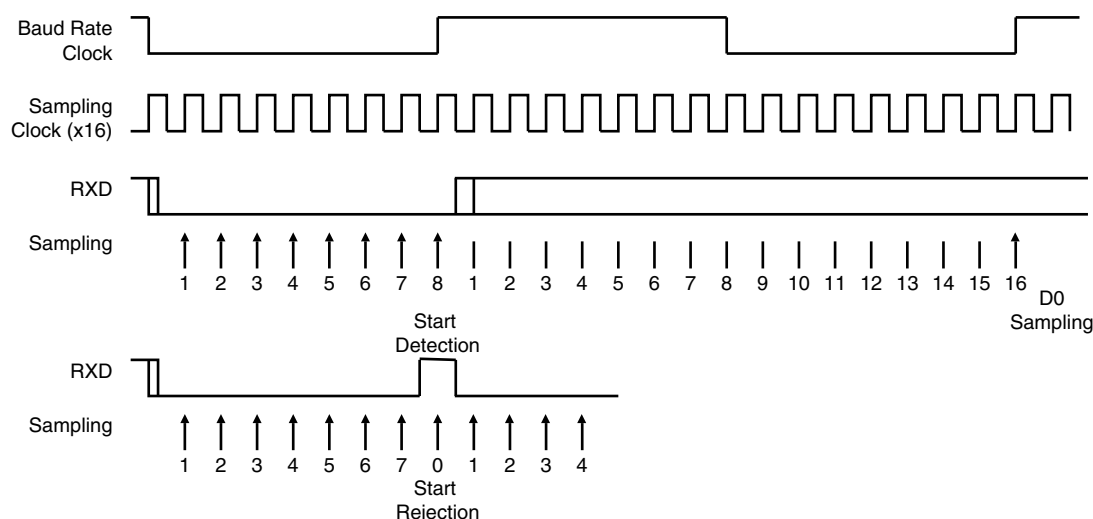 Baud Rate
Clock
Sampling
Clock (x16)
RXD
Sampling
1 2 3 4 5 6 7 8 1 2 3 4 5 6 7 8 9 10 11 12 13 14 15 16
D0
Sampling
Start
Detection
RXD
Sampling
1 2 3 4 5 6 7 0 1 2 3 4
Start
Rejection